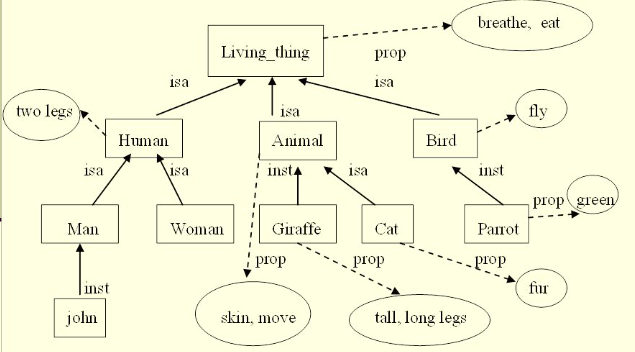 breathe, eat
Living_thing
prop
isa
isa
isa
two legs
fly
Human
Animal
Bird
isa
isa
inst
isa
inst
prop
green
Man
Woman
Giraffe
Cat
Parrot
prop
prop
prop
inst
fur
john
skin, move
tall, long legs